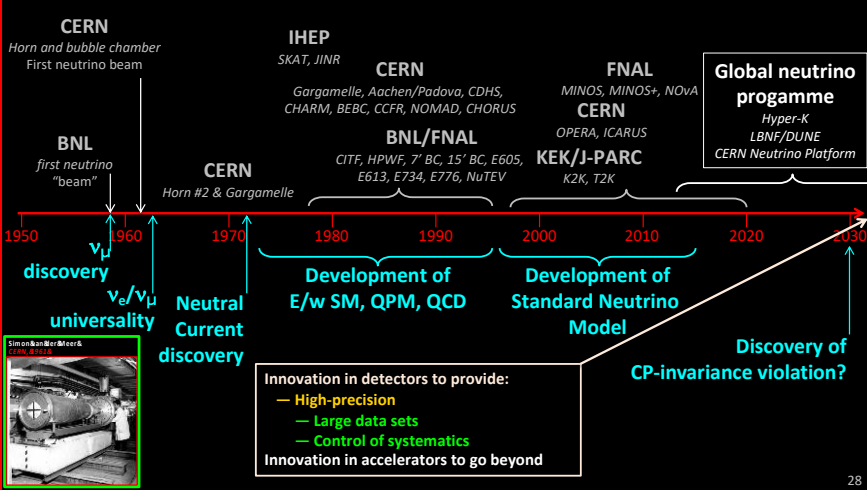 CERN
Horn and bubble chamber
First neutrino beam
BNL
first neutrino
“beam”
CERN
Horn #2 & Gargamelle
IHEP
SKAT, JINR
CERN
Gargamelle, Aachen/Padova, CDHS,
CHARM, BEBC, CCFR, NOMAD, CHORUS
BNL/FNAL
CITF, HPWF, 7’ BC, 15’ BC, E605,
E613, E734, E776, NuTEV
FNAL
MINOS, MINOS+, NOvA
CERN
OPERA, ICARUS
KEK/J-PARC
K2K, T2K
Global neutrino
progamme
Hyper-K
LBNF/DUNE
CERN Neutrino Platform
1950 1960 1970 1980 1990 2000 2010 2020 2030
νμ
discovery
νe/νμ
universality
Neutral
Current
discovery
Development of
E/w SM, QPM, QCD
Development of
Standard Neutrino
Model
Discovery of
CP-invariance violation?
Simon&van&der&Meer&
CERN,&1961&
Innovation in detectors to provide:
— High-precision
— Large data sets
— Control of systematics
Innovation in accelerators to go beyond
28